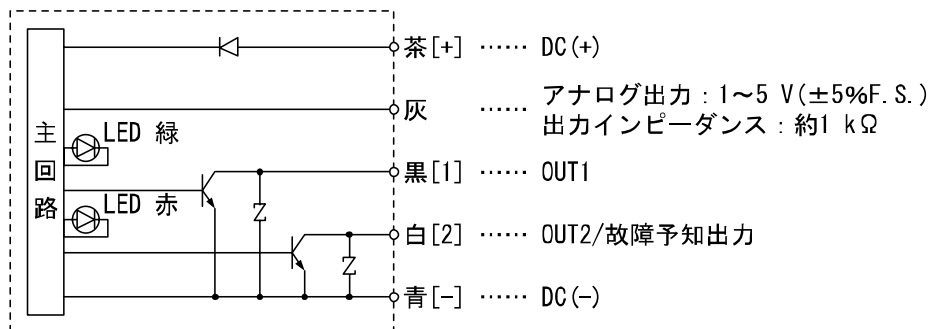 茶[+] …… DC(+)
灰 …… アナログ出力：1～5 V(±5%F.S.)
出力インピーダンス：約1 kΩ
主回路
LED 緑
黒[1] …… OUT1
LED 赤
白[2] …… OUT2/故障予知出力
青[-] …… DC(-)